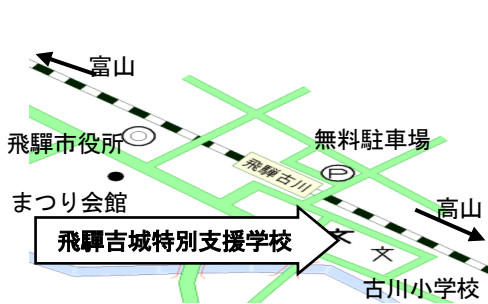 富山
飛騨市役所
無料駐車場
飛騨古川
P
まつり会館
高山
飛騨吉城特別支援学校
文
文
古川小学校